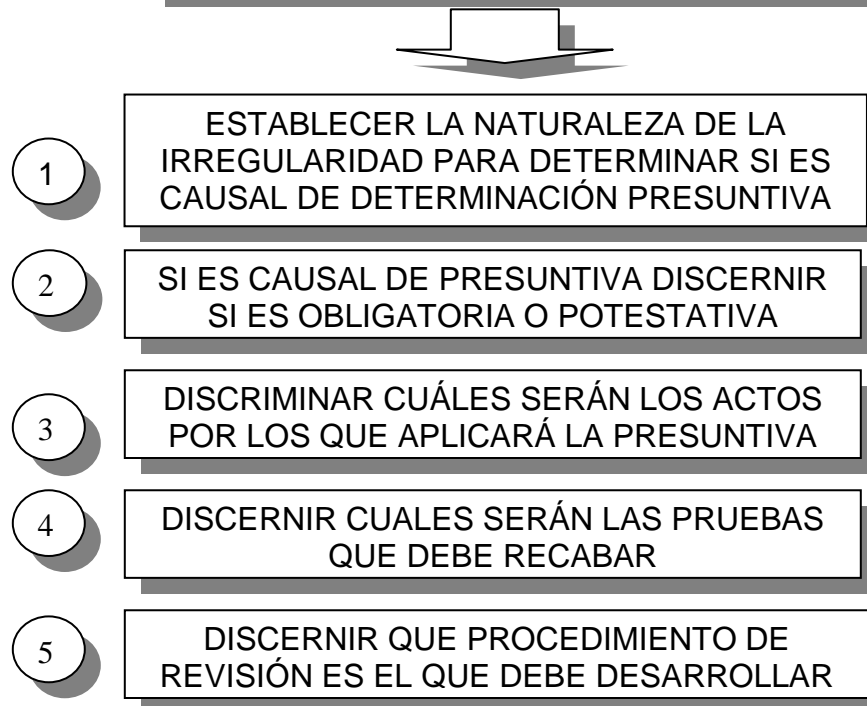 1
ESTABLECER LA NATURALEZA DE LA
IRREGULARIDAD PARA DETERMINAR SI ES
CAUSAL DE DETERMINACIÓN PRESUNTIVA
2
SI ES CAUSAL DE PRESUNTIVA DISCERNIR
SI ES OBLIGATORIA O POTESTATIVA
3
DISCRIMINAR CUÁLES SERÁN LOS ACTOS
POR LOS QUE APLICARÁ LA PRESUNTIVA
4
DISCERNIR CUALES SERÁN LAS PRUEBAS
QUE DEBE RECABAR
5
DISCERNIR QUE PROCEDIMIENTO DE
REVISIÓN ES EL QUE DEBE DESARROLLAR